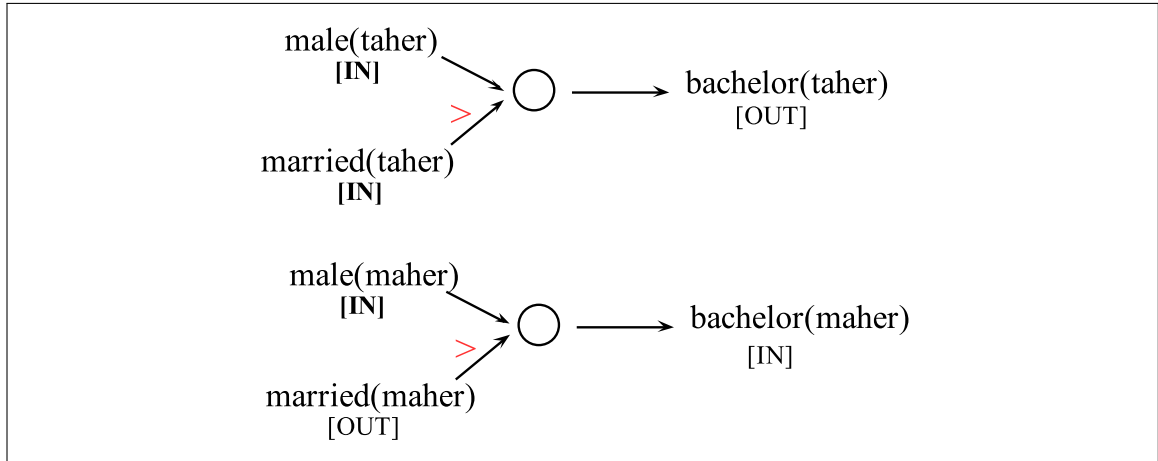 male(taher)
[IN]
bachelor(taher)
[OUT]
>
married(taher)
[IN]
male(maher)
[IN]
bachelor(maher)
[IN]
>
married(maher)
[OUT]